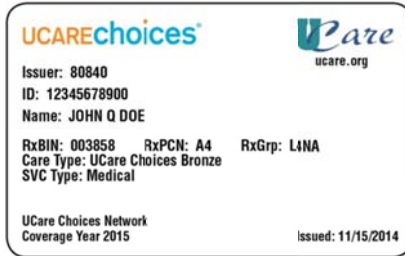 UCAREchoices®
UCare
ucare.org
Issuer: 80840
ID: 12345678900
Name: JOHN Q DOE
RxBIN: 003858 RxPCN: A4 RxGrp: L4NA
Care Type: UCare Choices Bronze
SVC Type: Medical
UCare Choices Network
Coverage Year 2015 Issued: 11/15/2014